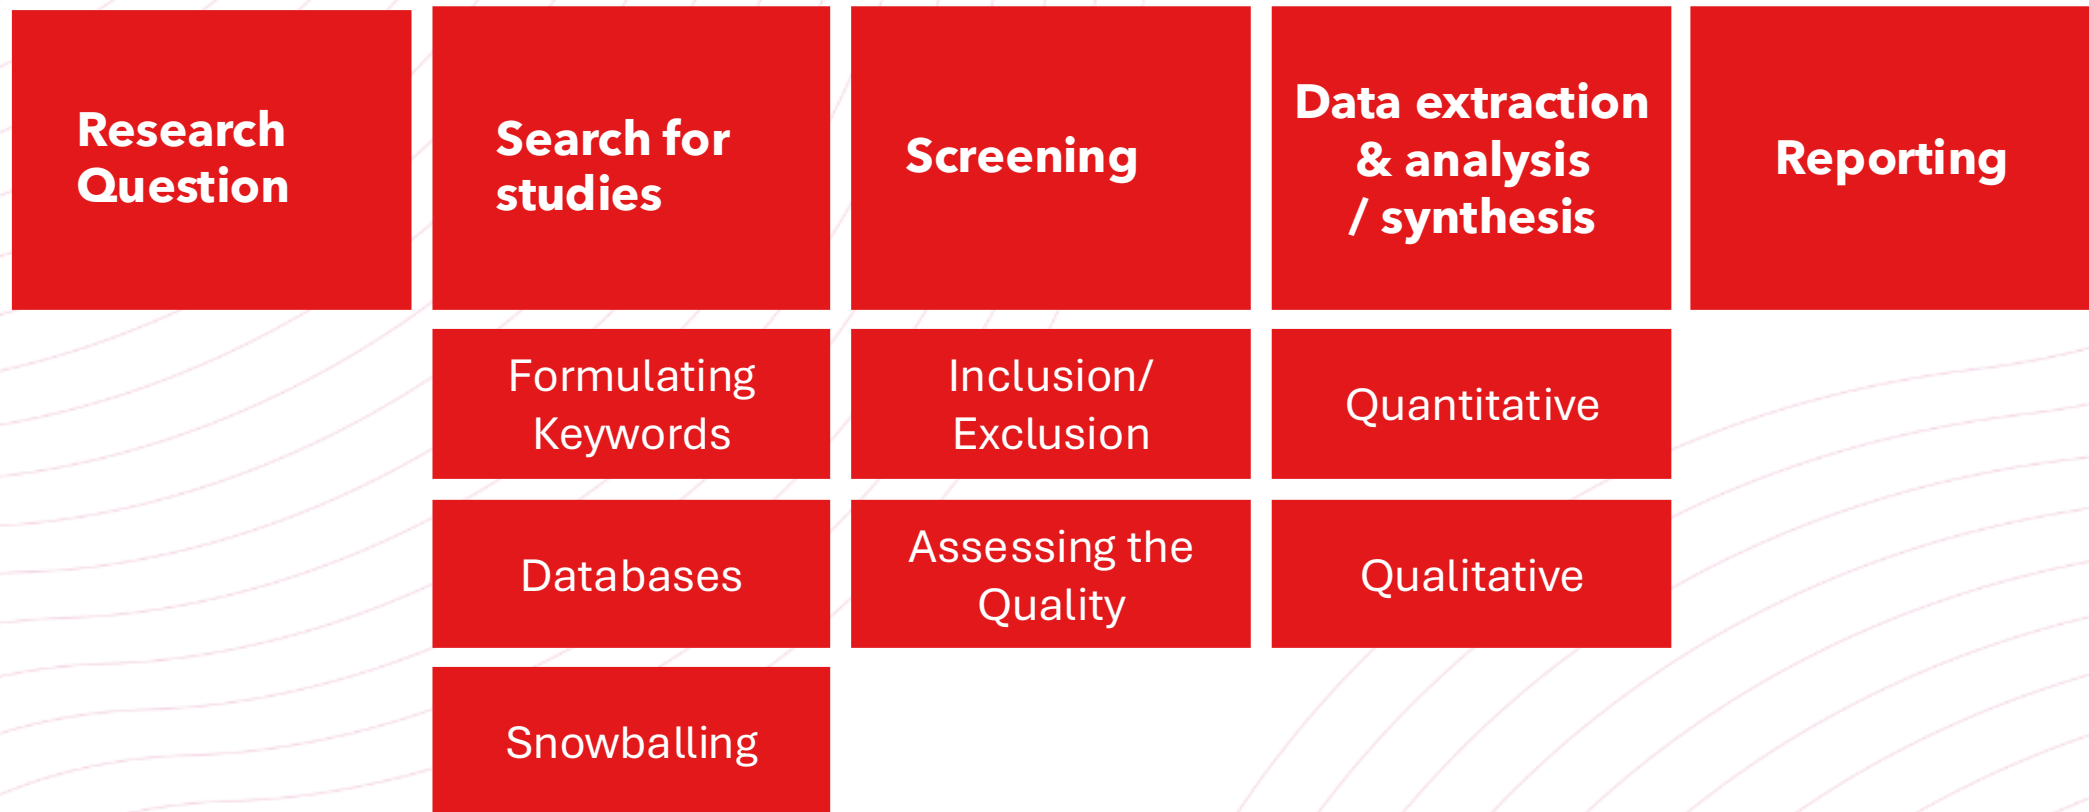 Research
Question
Search for
studies
Screening
Data extraction
& analysis
/ synthesis
Reporting
Formulating
Keywords
Inclusion/
Exclusion
Quantitative
Databases
Assessing the
Quality
Qualitative
Snowballing